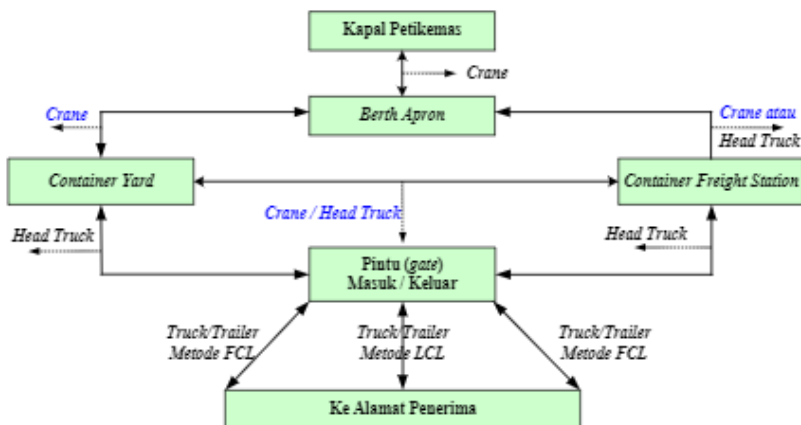 Kapal Petikemas
Crane
Berth Apron
Crane
Crane atau
Head Truck
Container Yard
Container Freight Station
Crane / Head Truck
Head Truck
Head Truck
Pintu (gate)
Masuk / Keluar
Truck/Trailer
Metode FCL
Truck/Trailer
Metode LCL
Truck/Trailer
Metode FCL
Ke Alamat Penerima